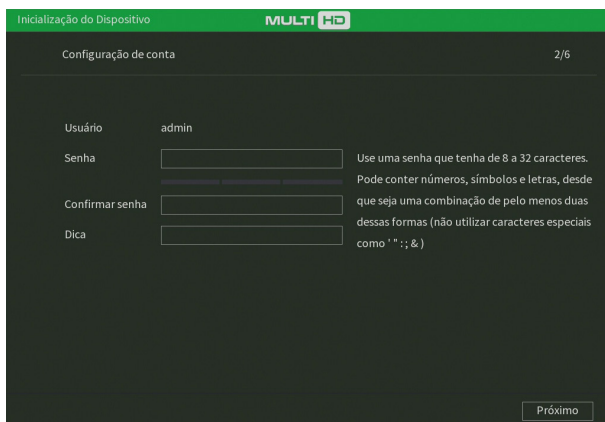 Inicialização do Dispositivo
MULTI HD
Configuração de conta
2/6
Usuário
admin
Senha
Use uma senha que tenha de 8 a 32 caracteres.
Pode conter números, símbolos e letras, desde
que seja uma combinação de pelo menos duas
dessas formas (não utilizar caracteres especiais
como ' " : ; & )
Confirmar senha
Dica
Próximo